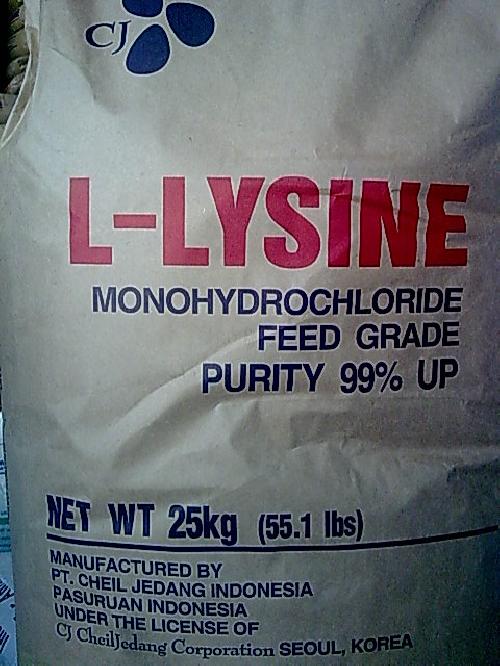 CJ
L-LYSINE
MONOHYDROCHLORIDE
FEED GRADE
PURITY 99% UP
NET WT 25kg (55.1 lbs)
MANUFACTURED BY
PT. CHEIL JEDANG INDONESIA
PASURUAN INDONESIA
UNDER THE LICENSE OF
CJ CheilJedang Corporation SEOUL, KOREA